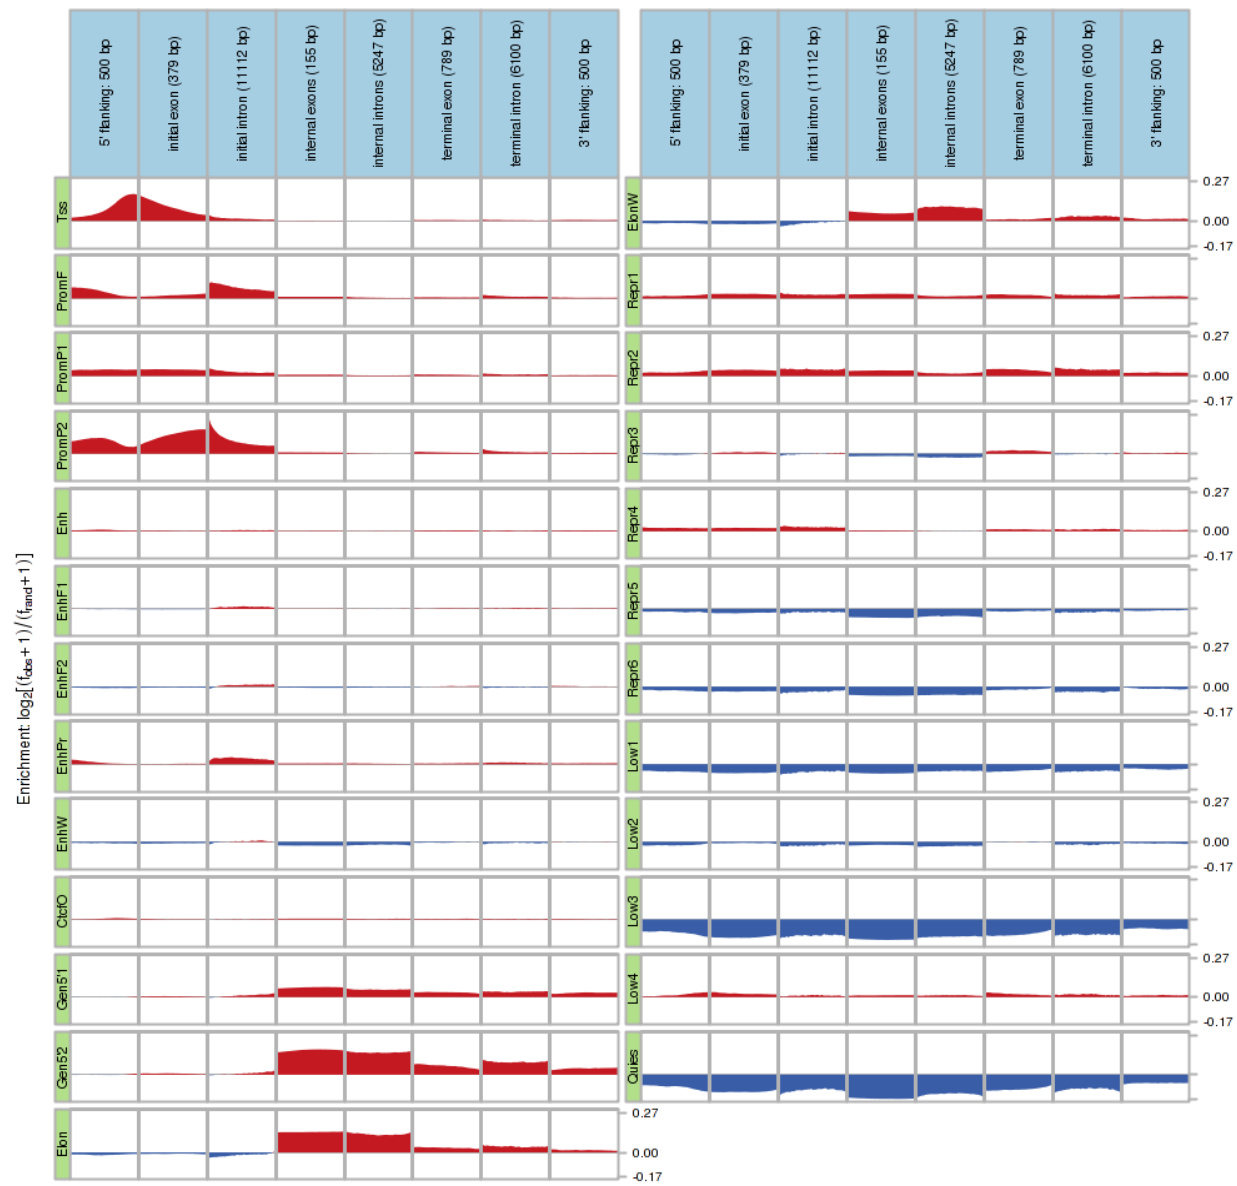 5' flanking: 500 bp
initial exon (379 bp)
initial intron (11112 bp)
internal exons (155 bp)
internal introns (5247 bp)
terminal exon (789 bp)
terminal intron (6100 bp)
3' flanking: 500 bp
5' flanking: 500 bp
initial exon (379 bp)
initial intron (11112 bp)
internal exons (155 bp)
internal introns (5247 bp)
terminal exon (789 bp)
terminal intron (6100 bp)
3' flanking: 500 bp
Enrichment: log2[(fobs+1)/(frand+1)]
Tss
PromF
PromP1
PromP2
Enh
EnhF1
EnhF2
EnhPr
EnhW
CtcfO
Gen5'1
Gen5'2
Elon
0.27
0.00
-0.17
ElonW
0.27
0.00
-0.17
Repr1
Repr2
0.27
0.00
-0.17
Repr3
Repr4
0.27
0.00
-0.17
Repr5
Repr6
0.27
0.00
-0.17
Low1
Low2
0.27
0.00
-0.17
Low3
Low4
0.27
0.00
-0.17
Quies